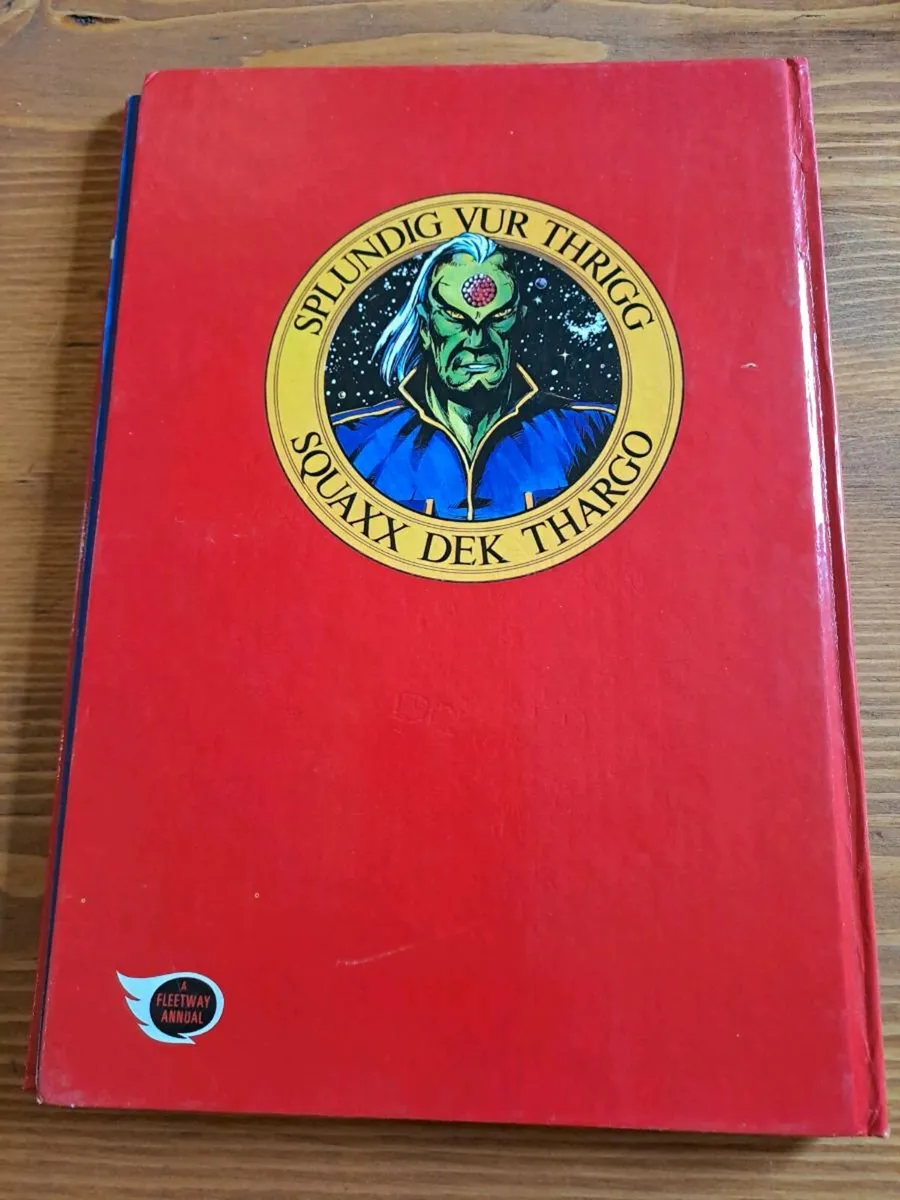 SPLUNDIG VUR THRIGG
SQUAXX DEK THARGO
A
FLEETWAY
ANNUAL